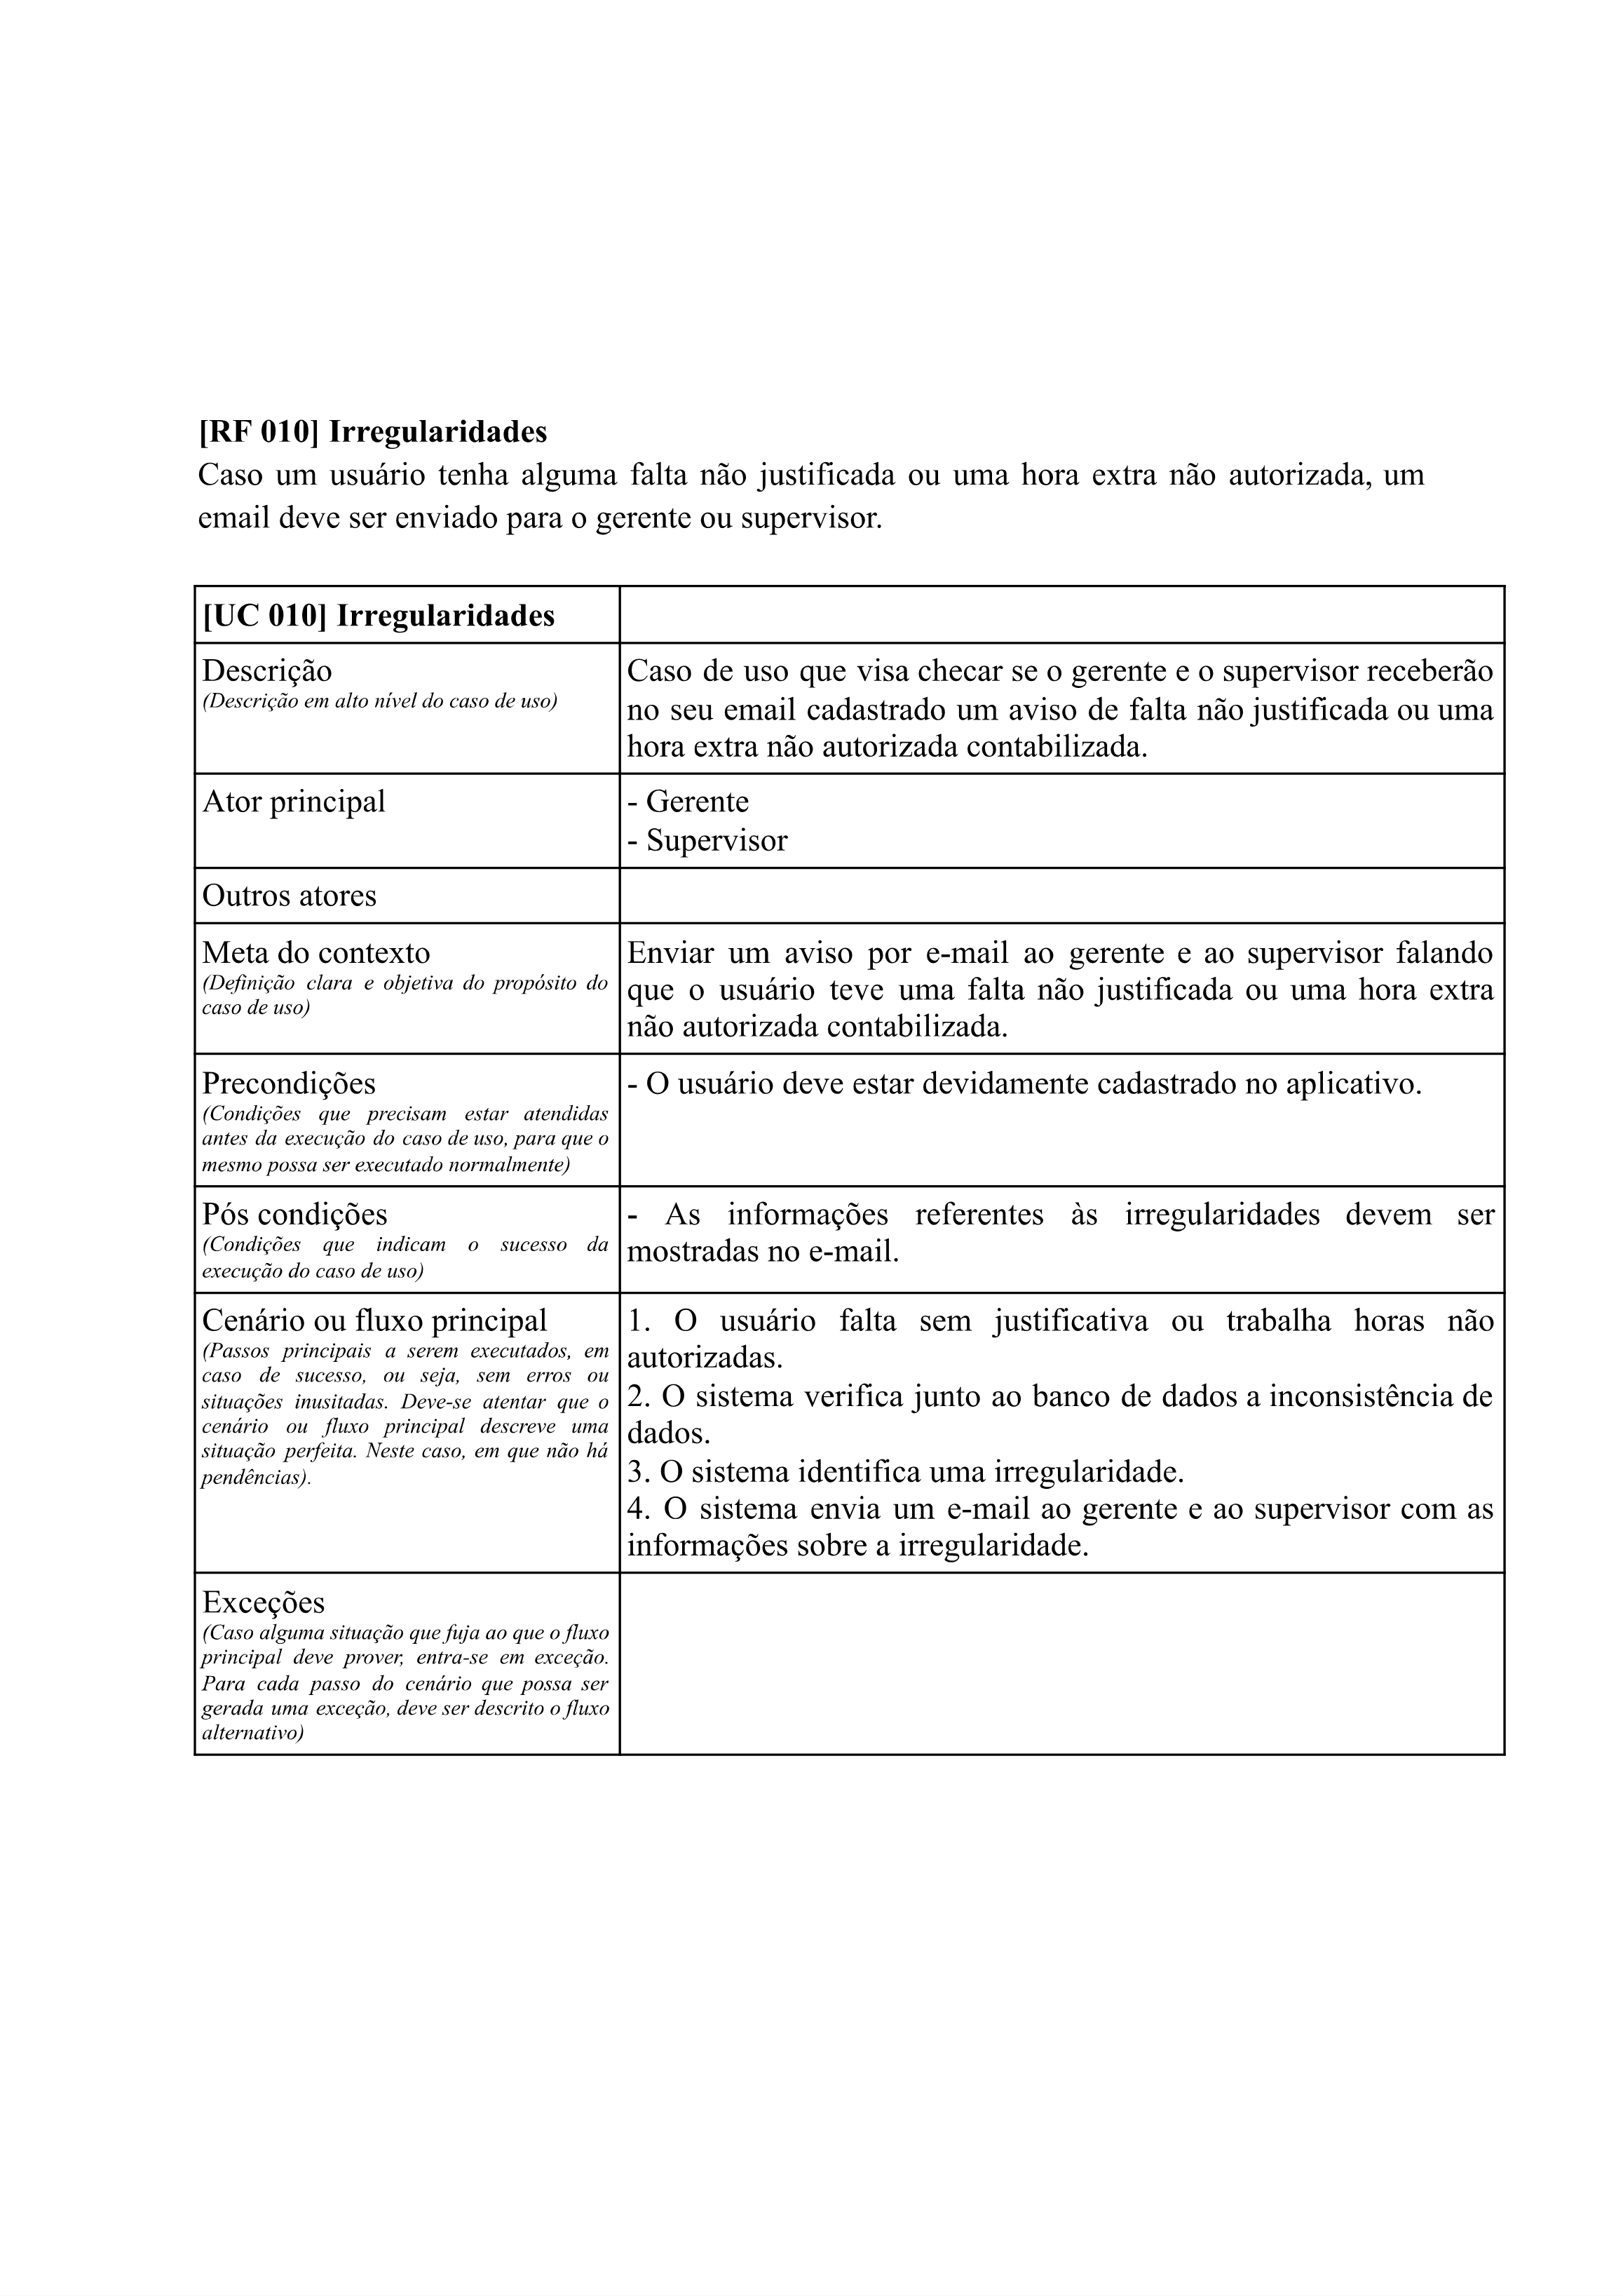 [RF 010] Irregularidades
Caso um usuário tenha alguma falta não justificada ou uma hora extra não autorizada, um
email deve ser enviado para o gerente ou supervisor.
[UC 010] Irregularidades
Descrição
(Descrição em alto nível do caso de uso)
Caso de uso que visa checar se o gerente e o supervisor receberão
no seu email cadastrado um aviso de falta não justificada ou uma
hora extra não autorizada contabilizada.
Ator principal
- Gerente
- Supervisor
Outros atores
Meta do contexto
(Definição clara e objetiva do propósito do
caso de uso)
Enviar um aviso por e-mail ao gerente e ao supervisor falando
que o usuário teve uma falta não justificada ou uma hora extra
não autorizada contabilizada.
Precondições
(Condições que precisam estar atendidas
antes da execução do caso de uso, para que o
mesmo possa ser executado normalmente)
- O usuário deve estar devidamente cadastrado no aplicativo.
Pós condições
(Condições que indicam o sucesso da
execução do caso de uso)
- As informações referentes às irregularidades devem ser
mostradas no e-mail.
Cenário ou fluxo principal
(Passos principais a serem executados, em
caso de sucesso, ou seja, sem erros ou
situações inusitadas. Deve-se atentar que o
cenário ou fluxo principal descreve uma
situação perfeita. Neste caso, em que não há
pendências).
1. O usuário falta sem justificativa ou trabalha horas não
autorizadas.
2. O sistema verifica junto ao banco de dados a inconsistência de
dados.
3. O sistema identifica uma irregularidade.
4. O sistema envia um e-mail ao gerente e ao supervisor com as
informações sobre a irregularidade.
Exceções
(Caso alguma situação que fuja ao que o fluxo
principal deve prover, entra-se em exceção.
Para cada passo do cenário que possa ser
gerada uma exceção, deve ser descrito o fluxo
alternativo)